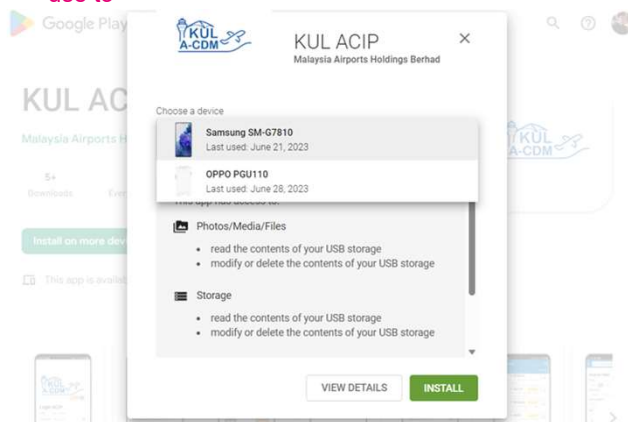 Google Play
KUL
A-CDM
KUL ACIP
Malaysia Airports Holdings Berhad
KUL AC
Malaysia Airports H
Choose a device
Samsung SM-G7810
Last used: June 21, 2023
OPPO PGU110
Last used: June 28, 2023
This app has access to:
KUL
A-CDM
5+
Downloads
Photos/Media/Files
read the contents of your USB storage
modify or delete the contents of your USB storage
Install on more devi
This app is availab
Storage
read the contents of your USB storage
modify or delete the contents of your USB storage
VIEW DETAILS
INSTALL